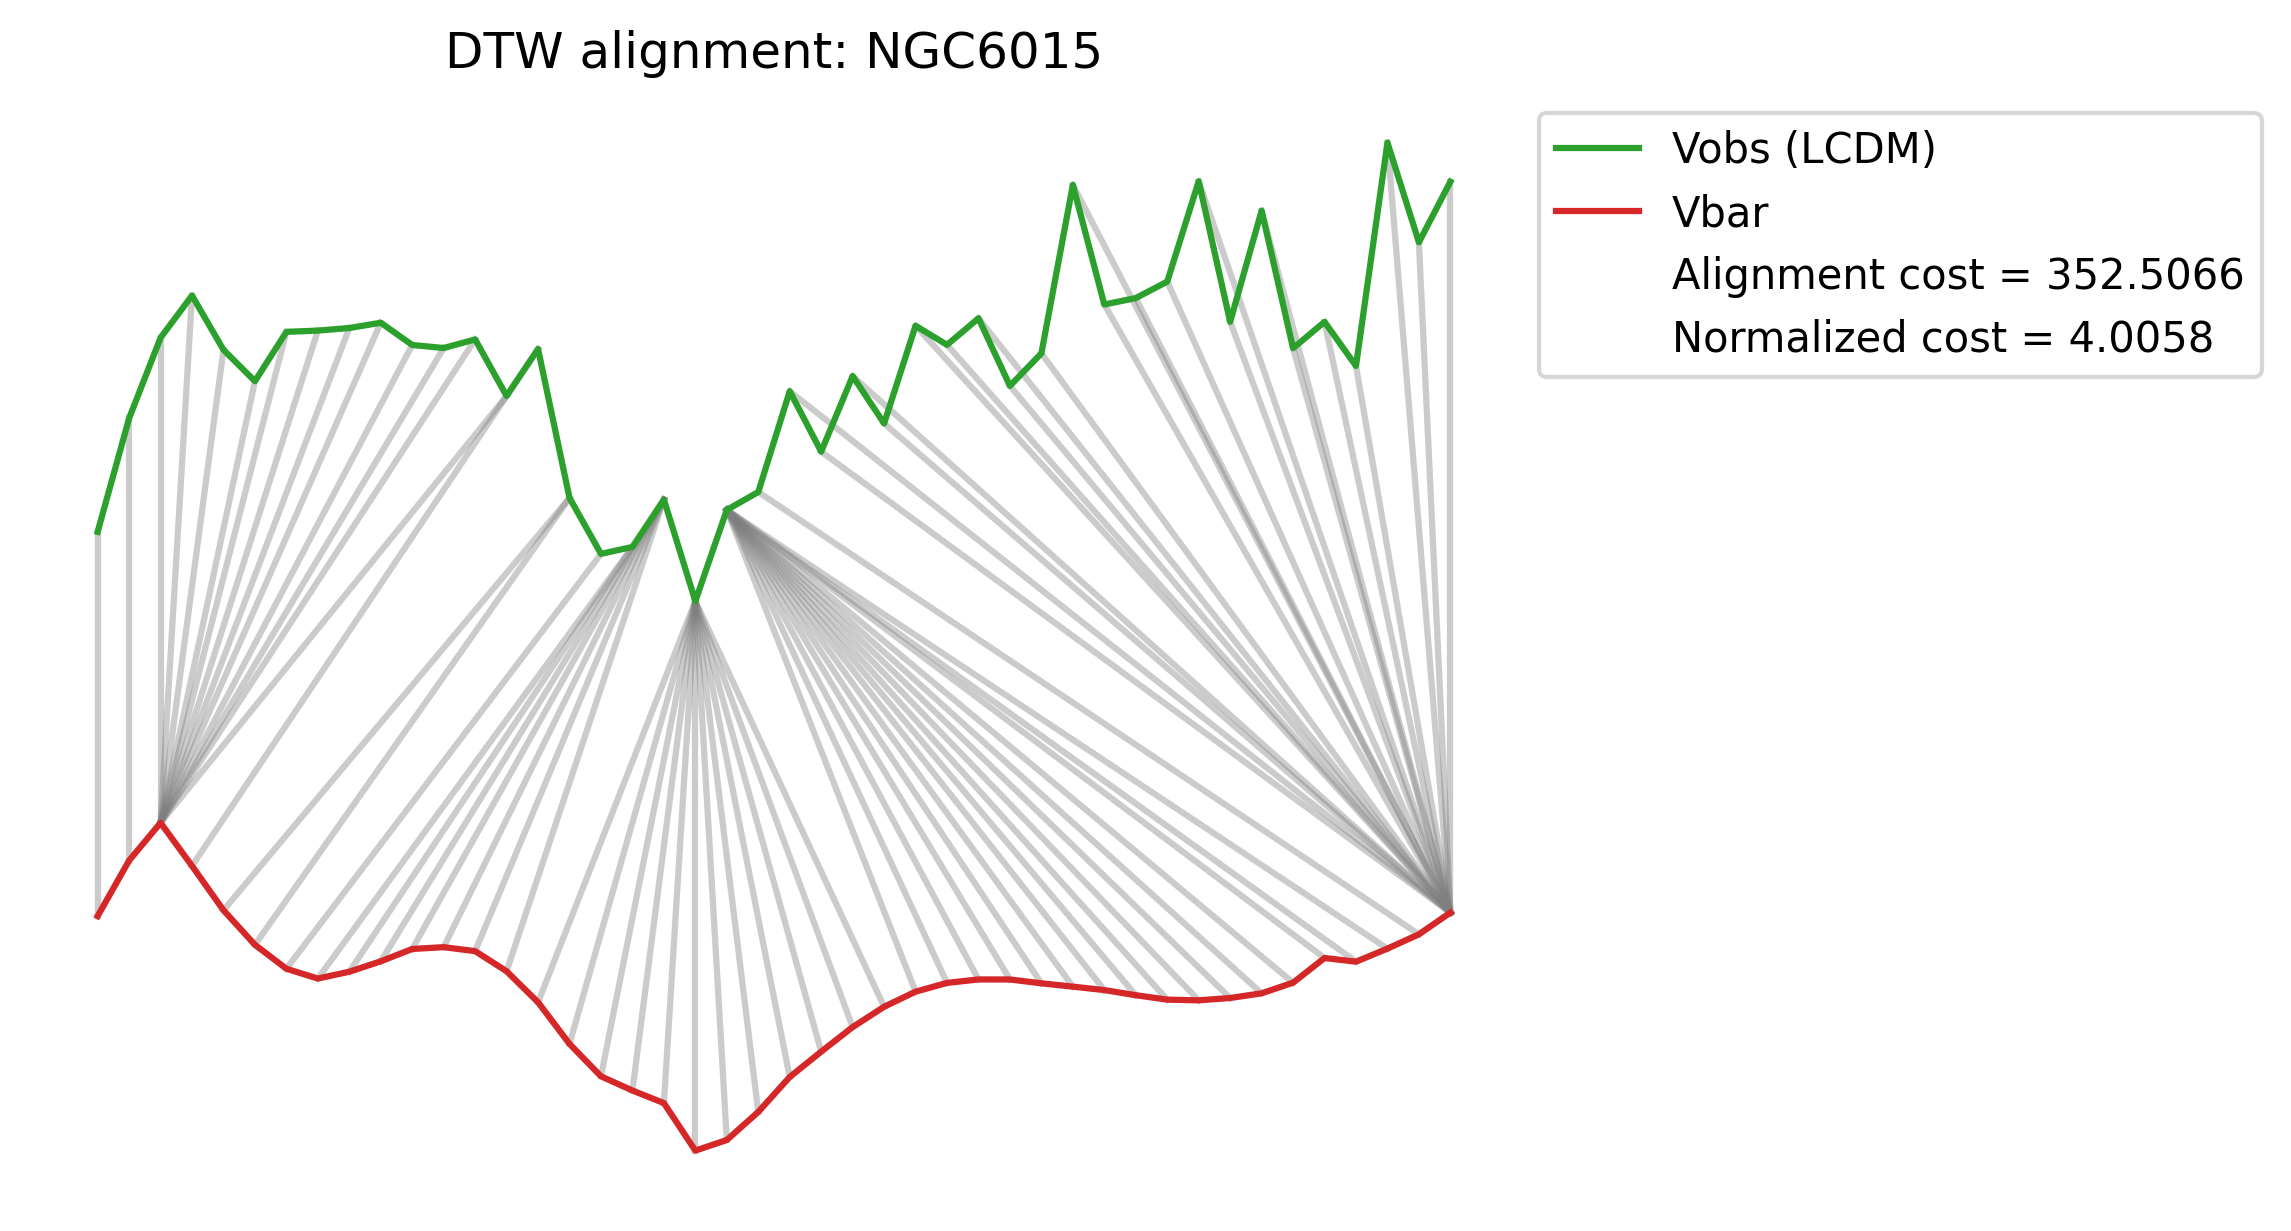 DTW alignment: NGC6015
Vobs (LCDM)
Vbar
Alignment cost = 352.5066
Normalized cost = 4.0058